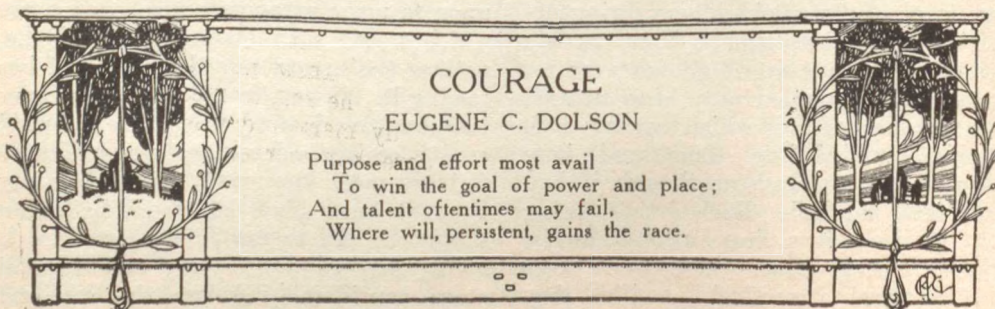 COURAGE
EUGENE C. DOLSON
Purpose and effort most avail
To win the goal of power and place;
And talent oftentimes may fail,
Where will, persistent, gains the race.